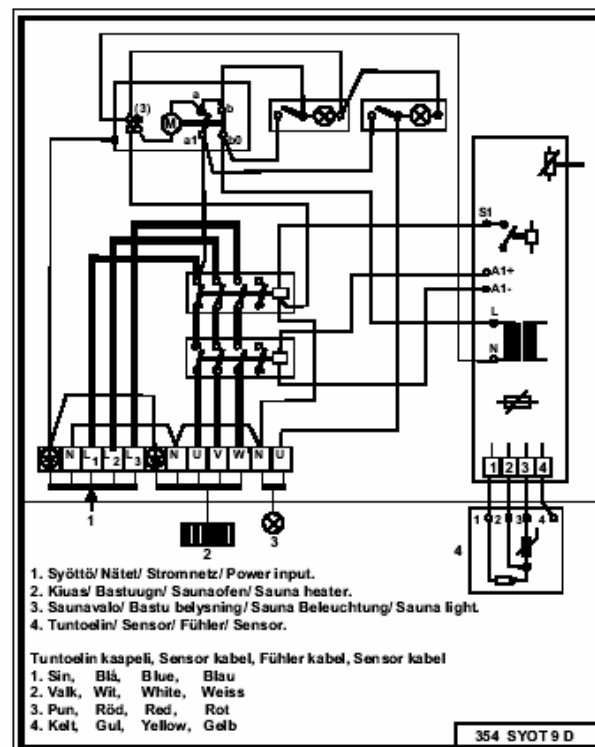 (3)
M
a
b
a1
b0
S1
A1+
A1-
L
N
N L1 L2 L3 N U V W N U
1 2 3 4
1 2 3 4
1
2
3
4
1. Syöttö/ Nätet/ Stromnetz/ Power input.
2. Kiuas/ Bastuugn/ Saunaofen/ Sauna heater.
3. Saunavalo/ Bastu belysning/ Sauna Beleuchtung/ Sauna light.
4. Tuntoelin/ Sensor/ Fühler/ Sensor.
Tuntoelin kaapeli, Sensor kabel, Fühler kabel, Sensor kabel
1. Sin, Blå, Blue, Blau
2. Valk, Wit, White, Weiss
3. Pun, Röd, Red, Rot
4. Kelt, Gul, Yellow, Gelb
354 SYOT 9 D